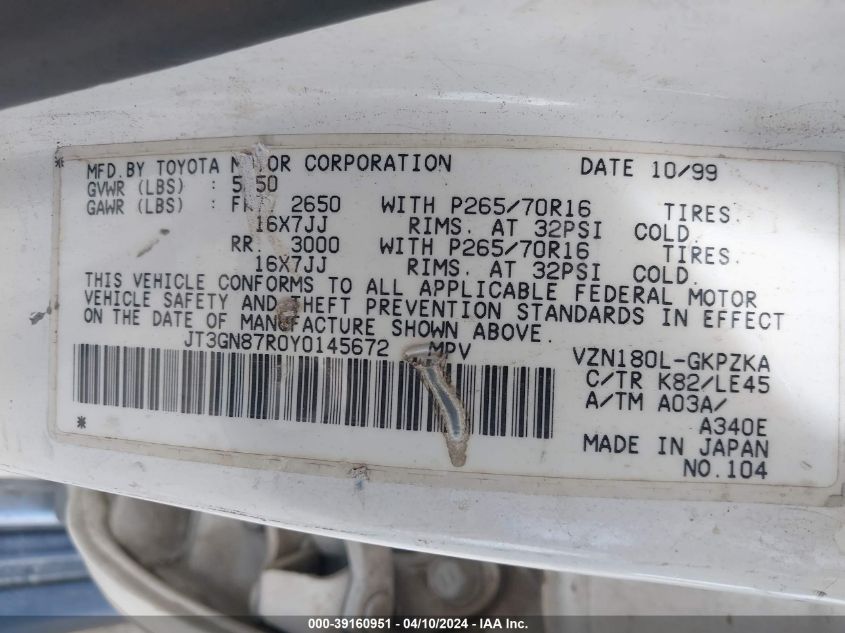 * MFD. BY TOYOTA MOTOR CORPORATION DATE 10/99
GVWR (LBS) : 5 50
GAWR (LBS) : FRT 2650 WITH P265/70R16 TIRES.
16X7JJ RIMS. AT 32PSI COLD.
RR 3000 WITH P265/70R16 TIRES.
16X7JJ RIMS. AT 32PSI COLD.
THIS VEHICLE CONFORMS TO ALL APPLICABLE FEDERAL MOTOR
VEHICLE SAFETY AND THEFT PREVENTION STANDARDS IN EFFECT
ON THE DATE OF MANUFACTURE SHOWN ABOVE.
JT3GN87R0Y0145672 MPV VZN180L-GKPZKA
C/TR K82/LE45
A/TM A03A/
* A340E
MADE IN JAPAN
NO.104
000-39160951 / 04/10/2024 - IAA Inc.